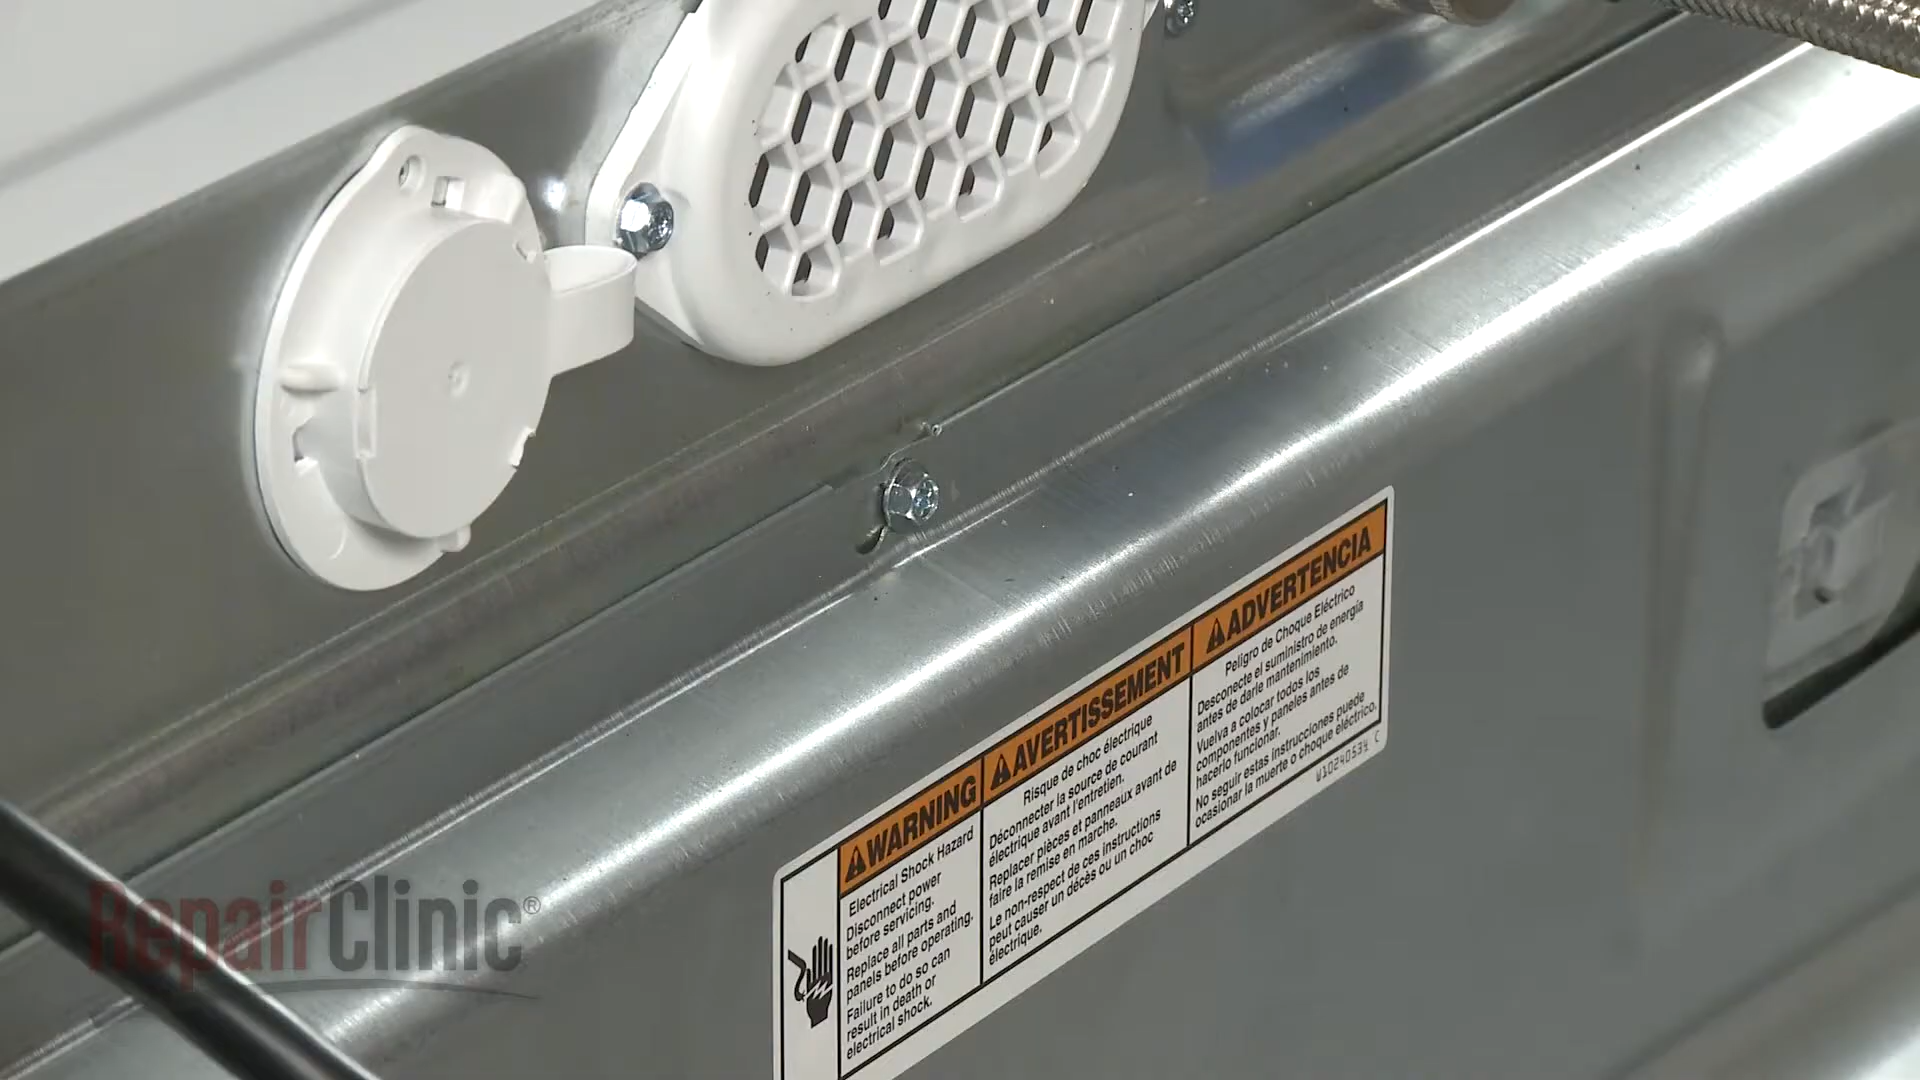 WARNING
Electrical Shock Hazard
Disconnect power
before servicing.
Replace all parts and
panels before operating.
Failure to do so can
result in death or
electrical shock.
AVERTISSEMENT
Risque de choc électrique
Déconnecter la source de courant
électrique avant l'entretien.
Replacer pièces et panneaux avant de
faire la remise en marche.
Le non-respect de ces instructions
peut causer un décès ou un choc
électrique.
ADVERTENCIA
Peligro de Choque Eléctrico
Desconecte el suministro de energía
antes de darle mantenimiento.
Vuelva a colocar todos los
componentes y paneles antes de
hacerlo funcionar.
No seguir estas instrucciones puede
ocasionar la muerte o choque eléctrico.
W10240534 C
RepairClinic®